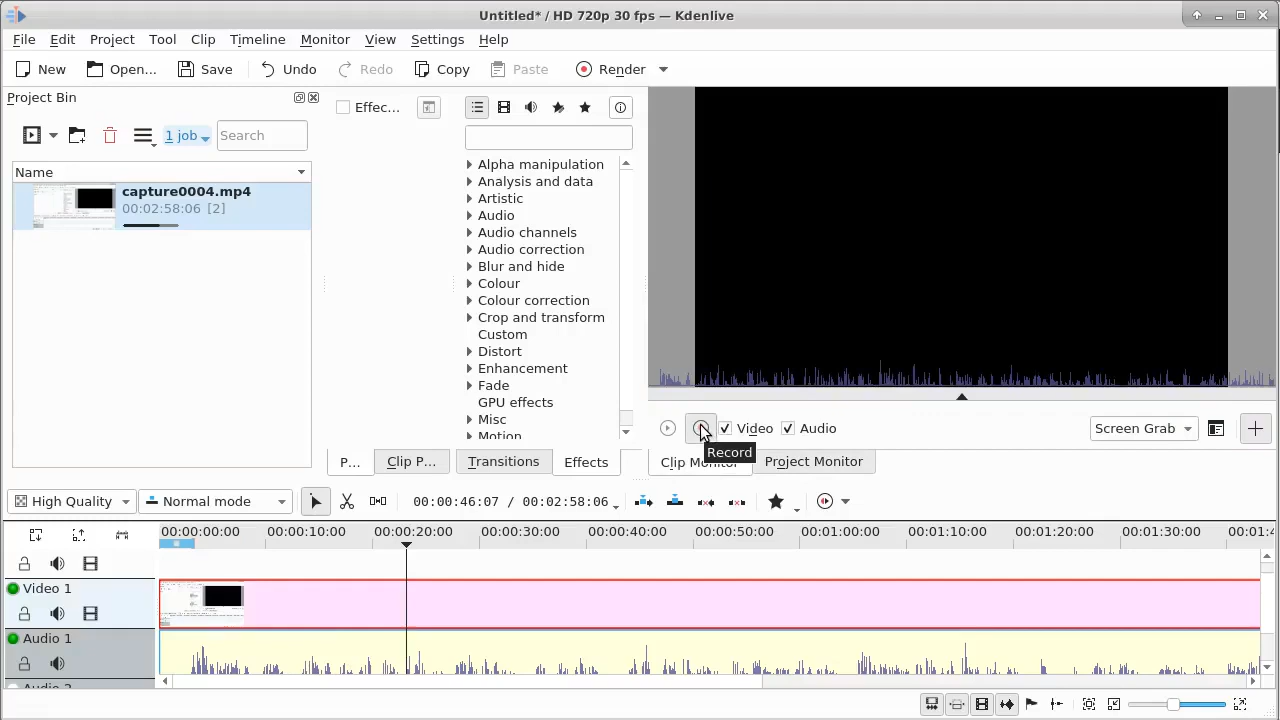 Untitled* / HD 720p 30 fps — Kdenlive
File Edit Project Tool Clip Timeline Monitor View Settings Help
New Open... Save Undo Redo Copy Paste Render
Project Bin
Effec...
1 job Search
Name
capture0004.mp4
00:02:58:06 [2]
Alpha manipulation
Analysis and data
Artistic
Audio
Audio channels
Audio correction
Blur and hide
Colour
Colour correction
Crop and transform
Custom
Distort
Enhancement
Fade
GPU effects
Misc
Motion
Video Audio Screen Grab
Record
P... Clip P... Transitions Effects Clip Monitor Project Monitor
High Quality Normal mode 00:00:46:07 / 00:02:58:06
00:00:00:00 00:00:10:00 00:00:20:00 00:00:30:00 00:00:40:00 00:00:50:00 00:01:00:00 00:01:10:00 00:01:20:00 00:01:30:00 00:01:4
Video 1
Audio 1
Audio 2